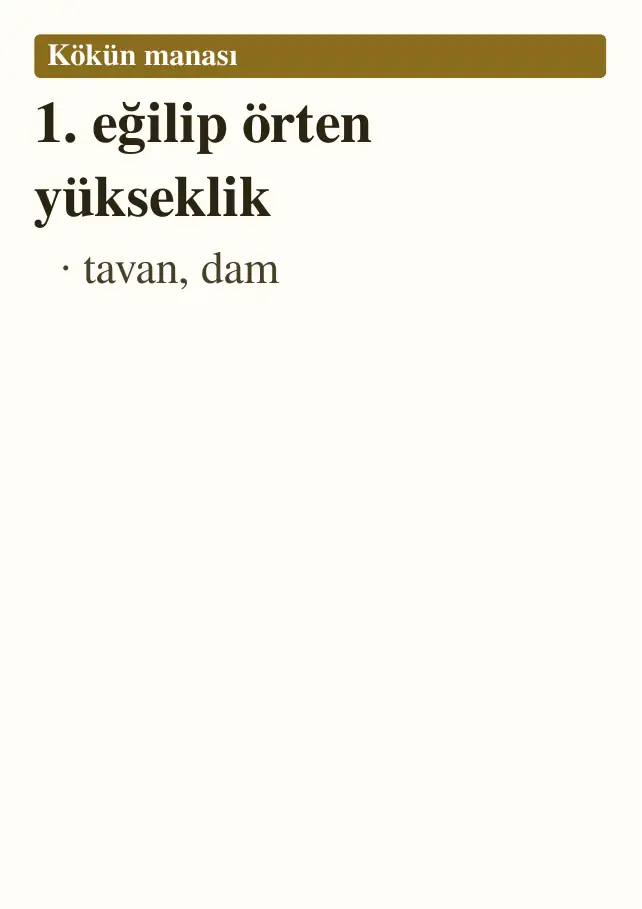 Kökün manası
1. eğilip örten
yükseklik
· tavan, dam